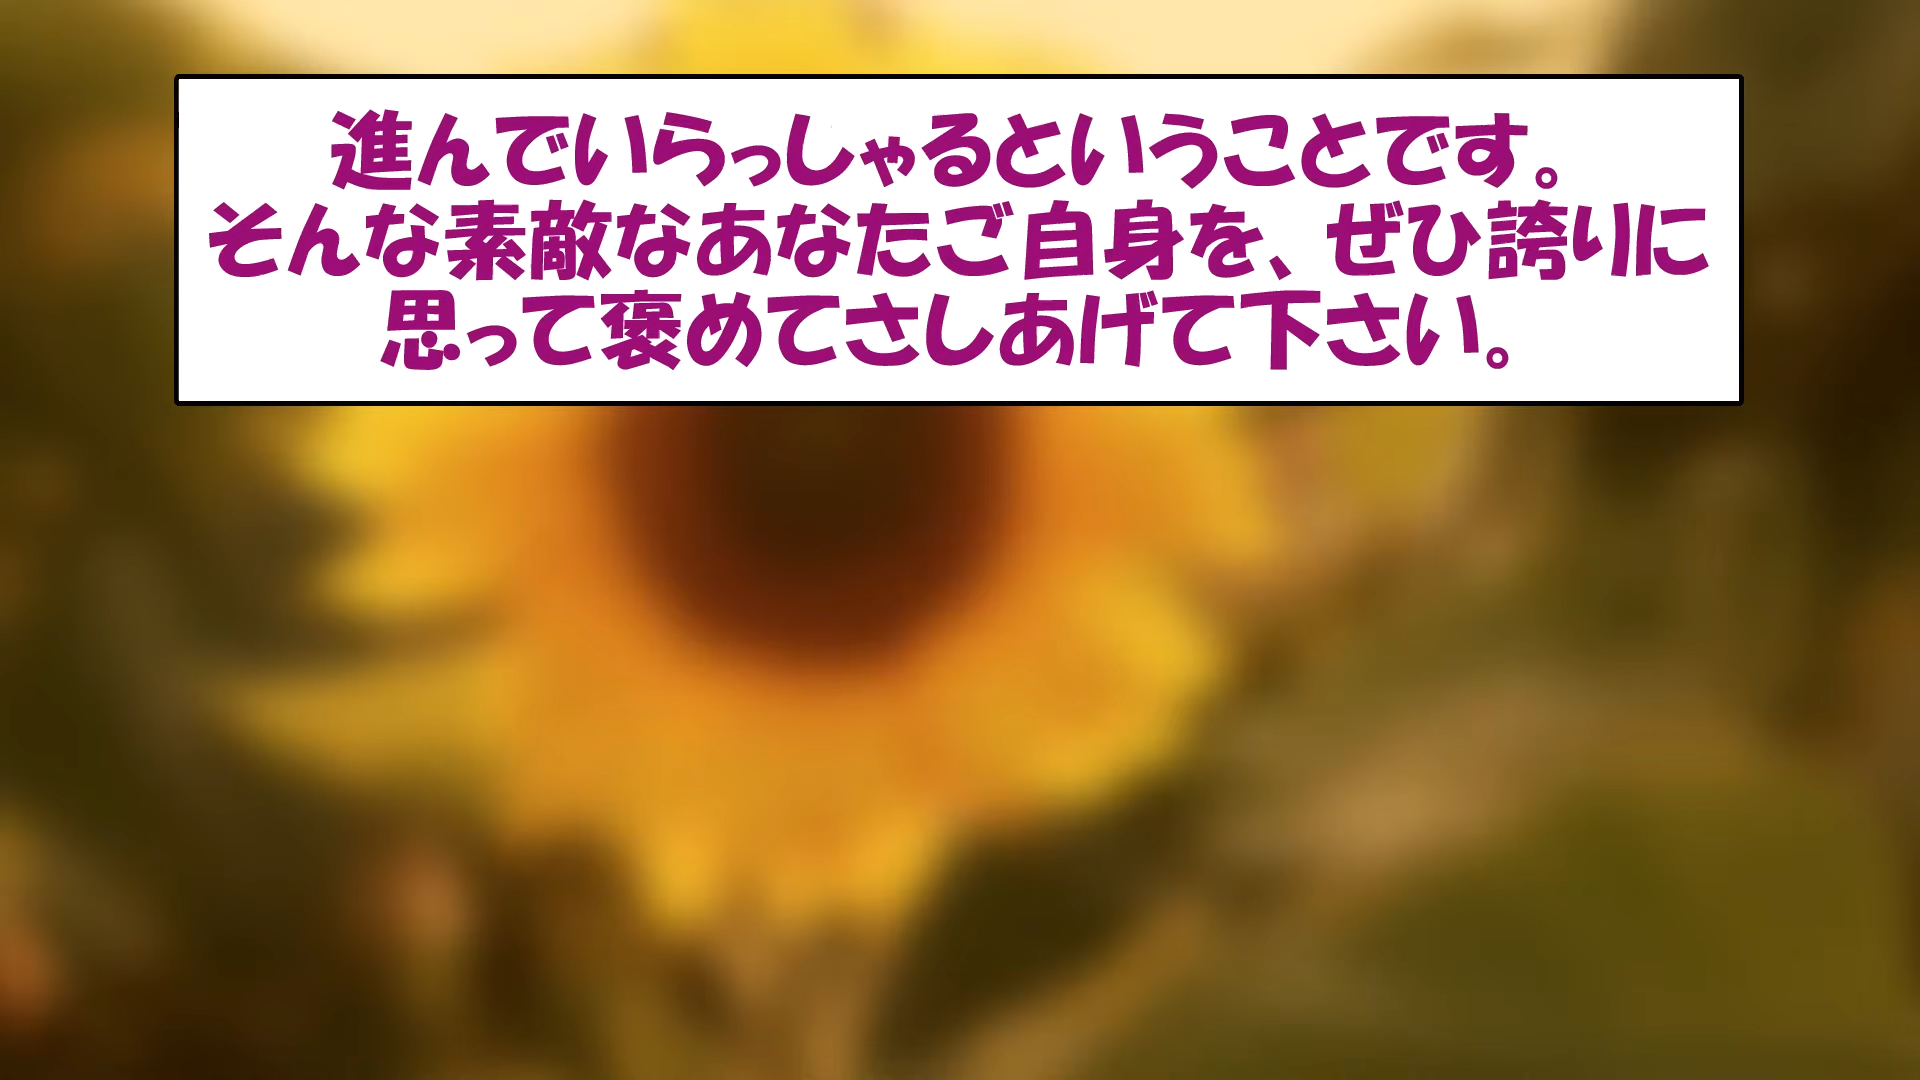 進んでいらっしゃるということです。
そんな素敵なあなたご自身を、ぜひ誇りに
思って褒めてさしあげて下さい。